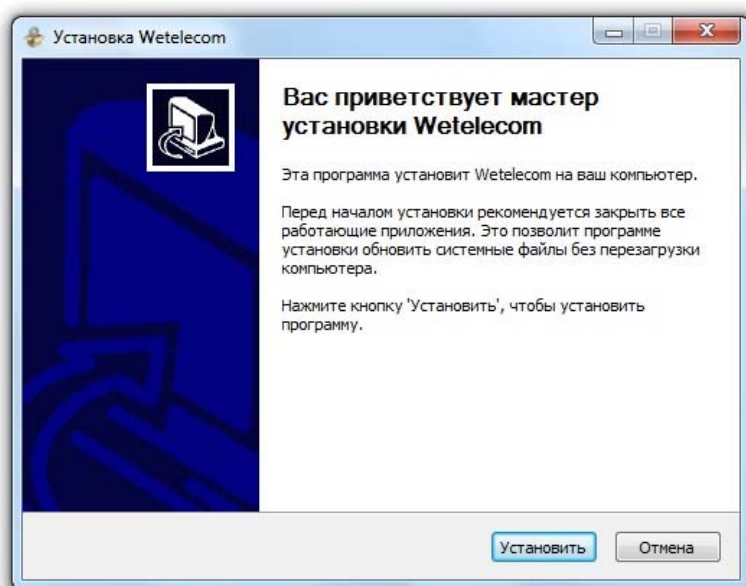 Установка Wetelecom
Вас приветствует мастер
установки Wetelecom
Эта программа установит Wetelecom на ваш компьютер.
Перед началом установки рекомендуется закрыть все
работающие приложения. Это позволит программе
установки обновить системные файлы без перезагрузки
компьютера.
Нажмите кнопку 'Установить', чтобы установить
программу.
Установить Отмена